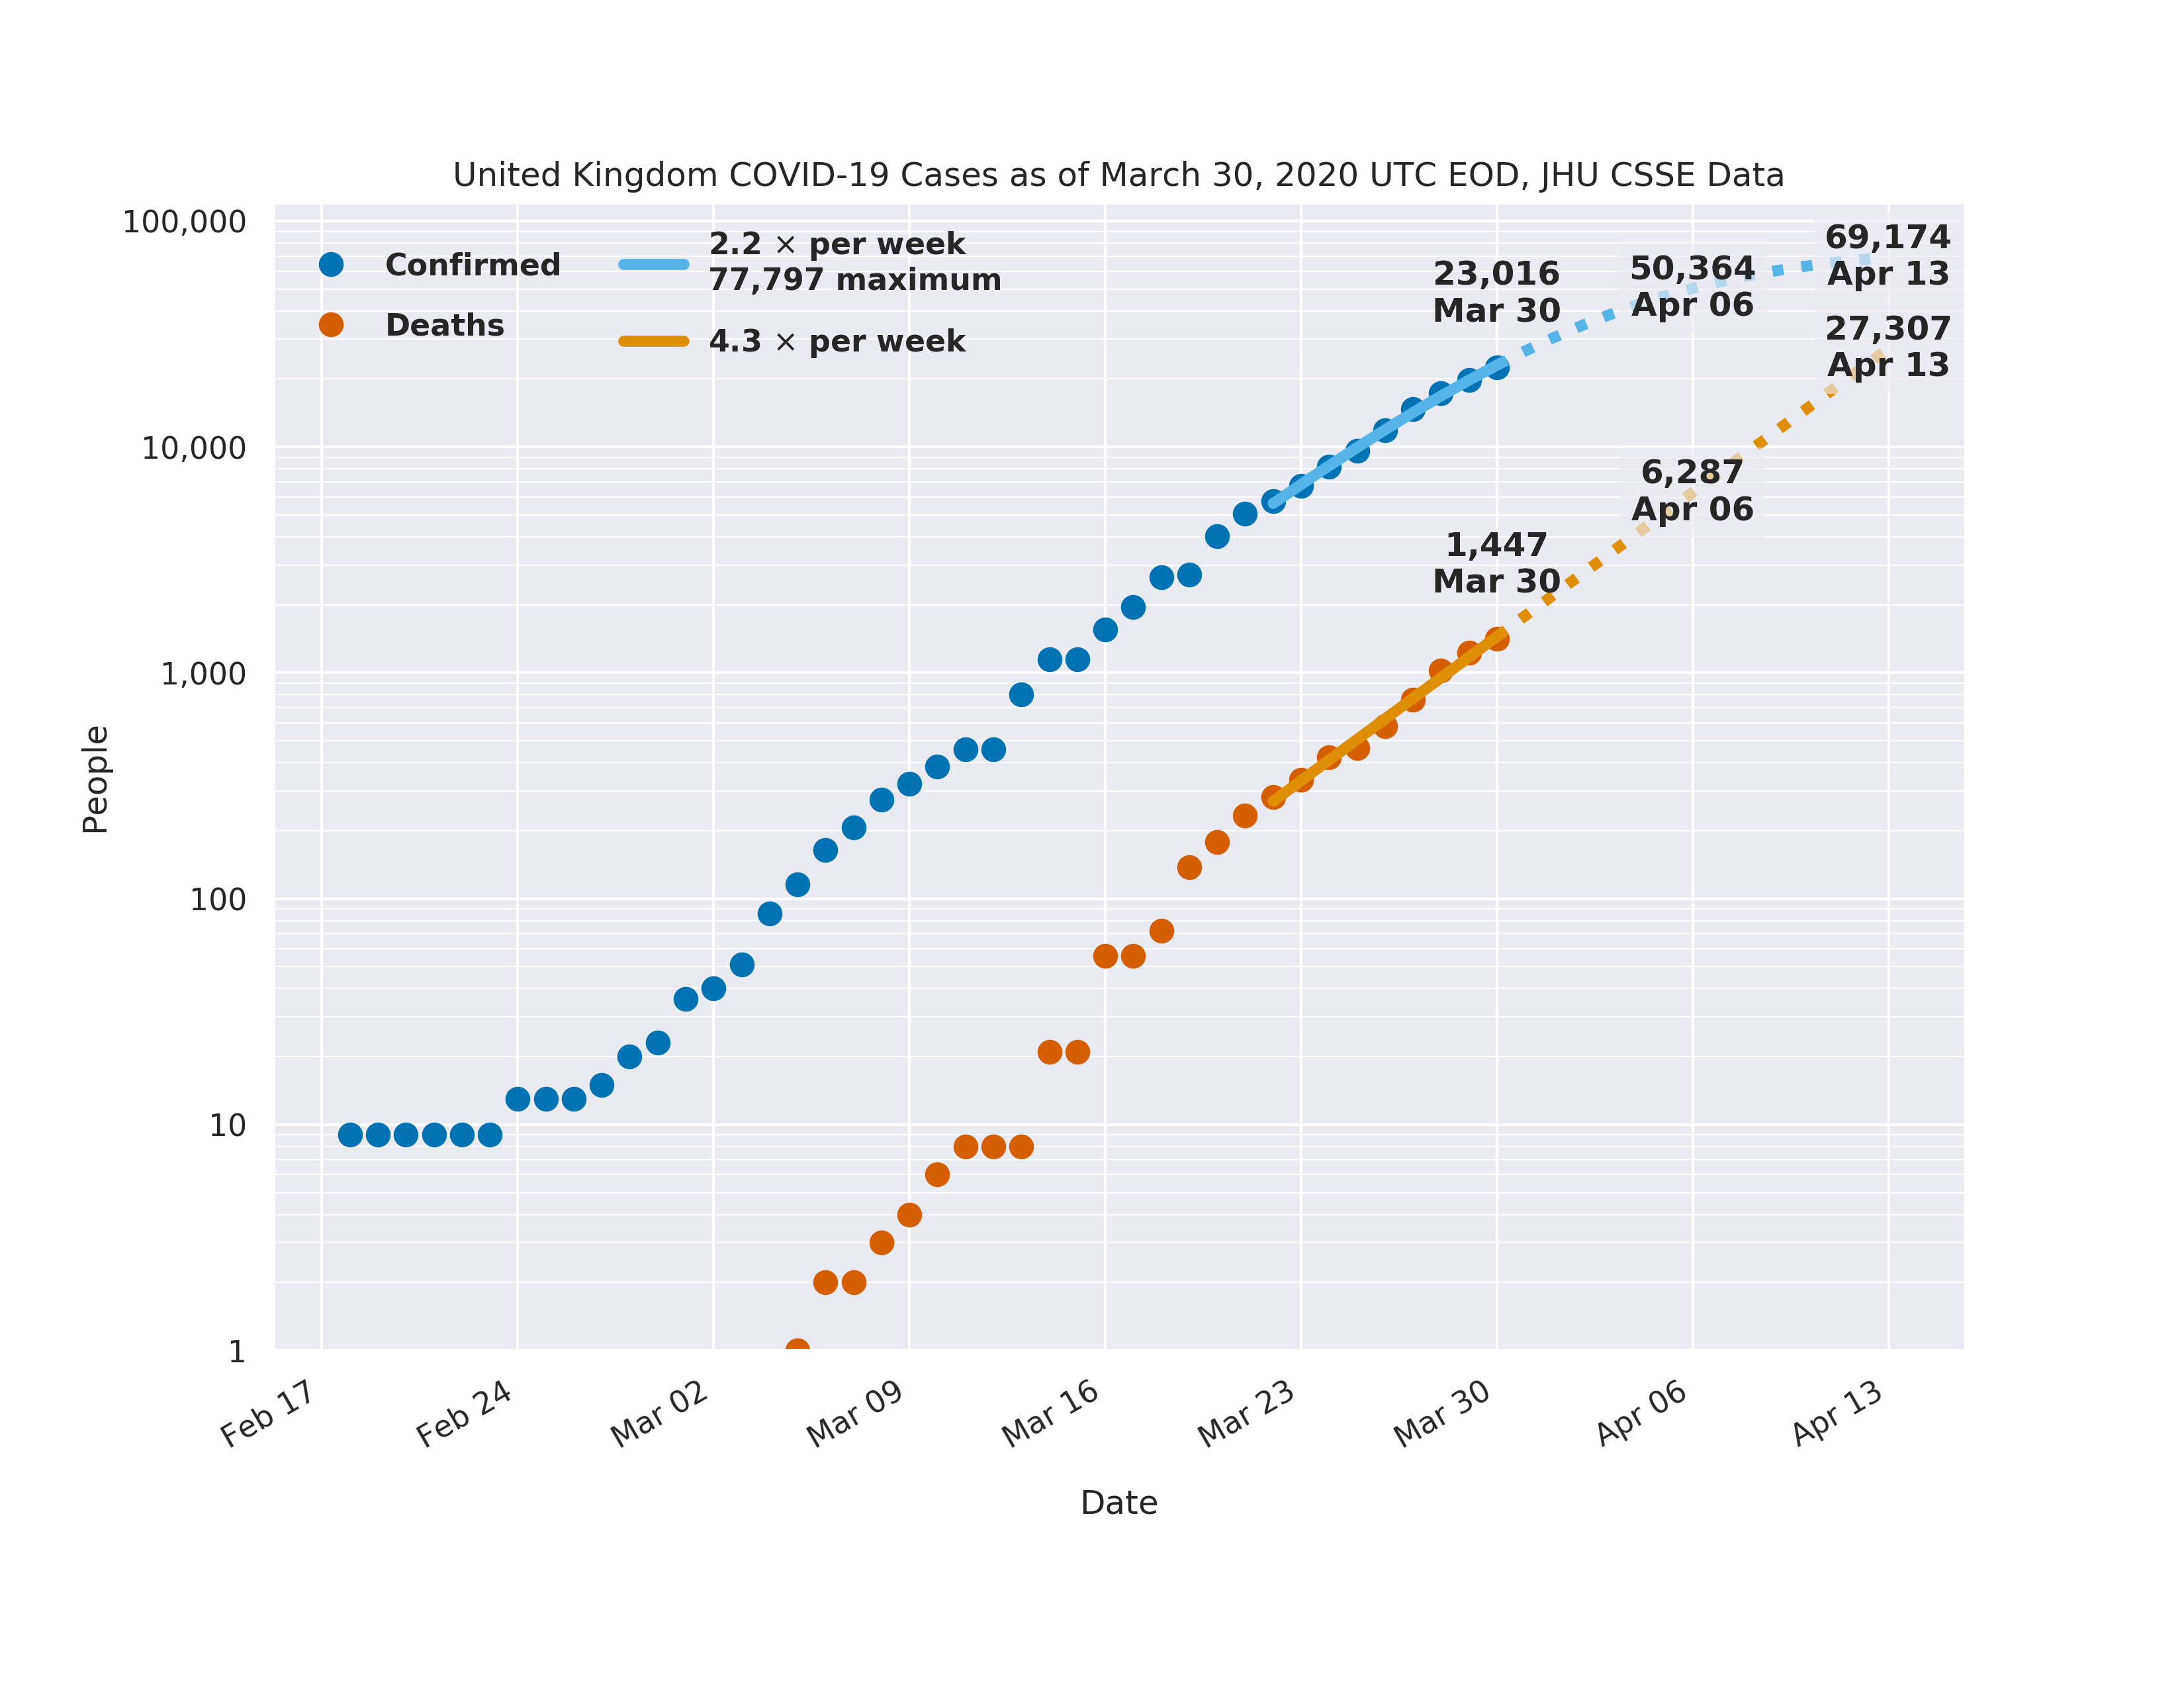 United Kingdom COVID-19 Cases as of March 30, 2020 UTC EOD, JHU CSSE Data
100,000
10,000
1,000
100
10
1
People
Confirmed
Deaths
2.2 × per week
77,797 maximum
4.3 × per week
23,016
Mar 30
50,364
Apr 06
69,174
Apr 13
27,307
Apr 13
6,287
Apr 06
1,447
Mar 30
Feb 17
Feb 24
Mar 02
Mar 09
Mar 16
Mar 23
Mar 30
Apr 06
Apr 13
Date